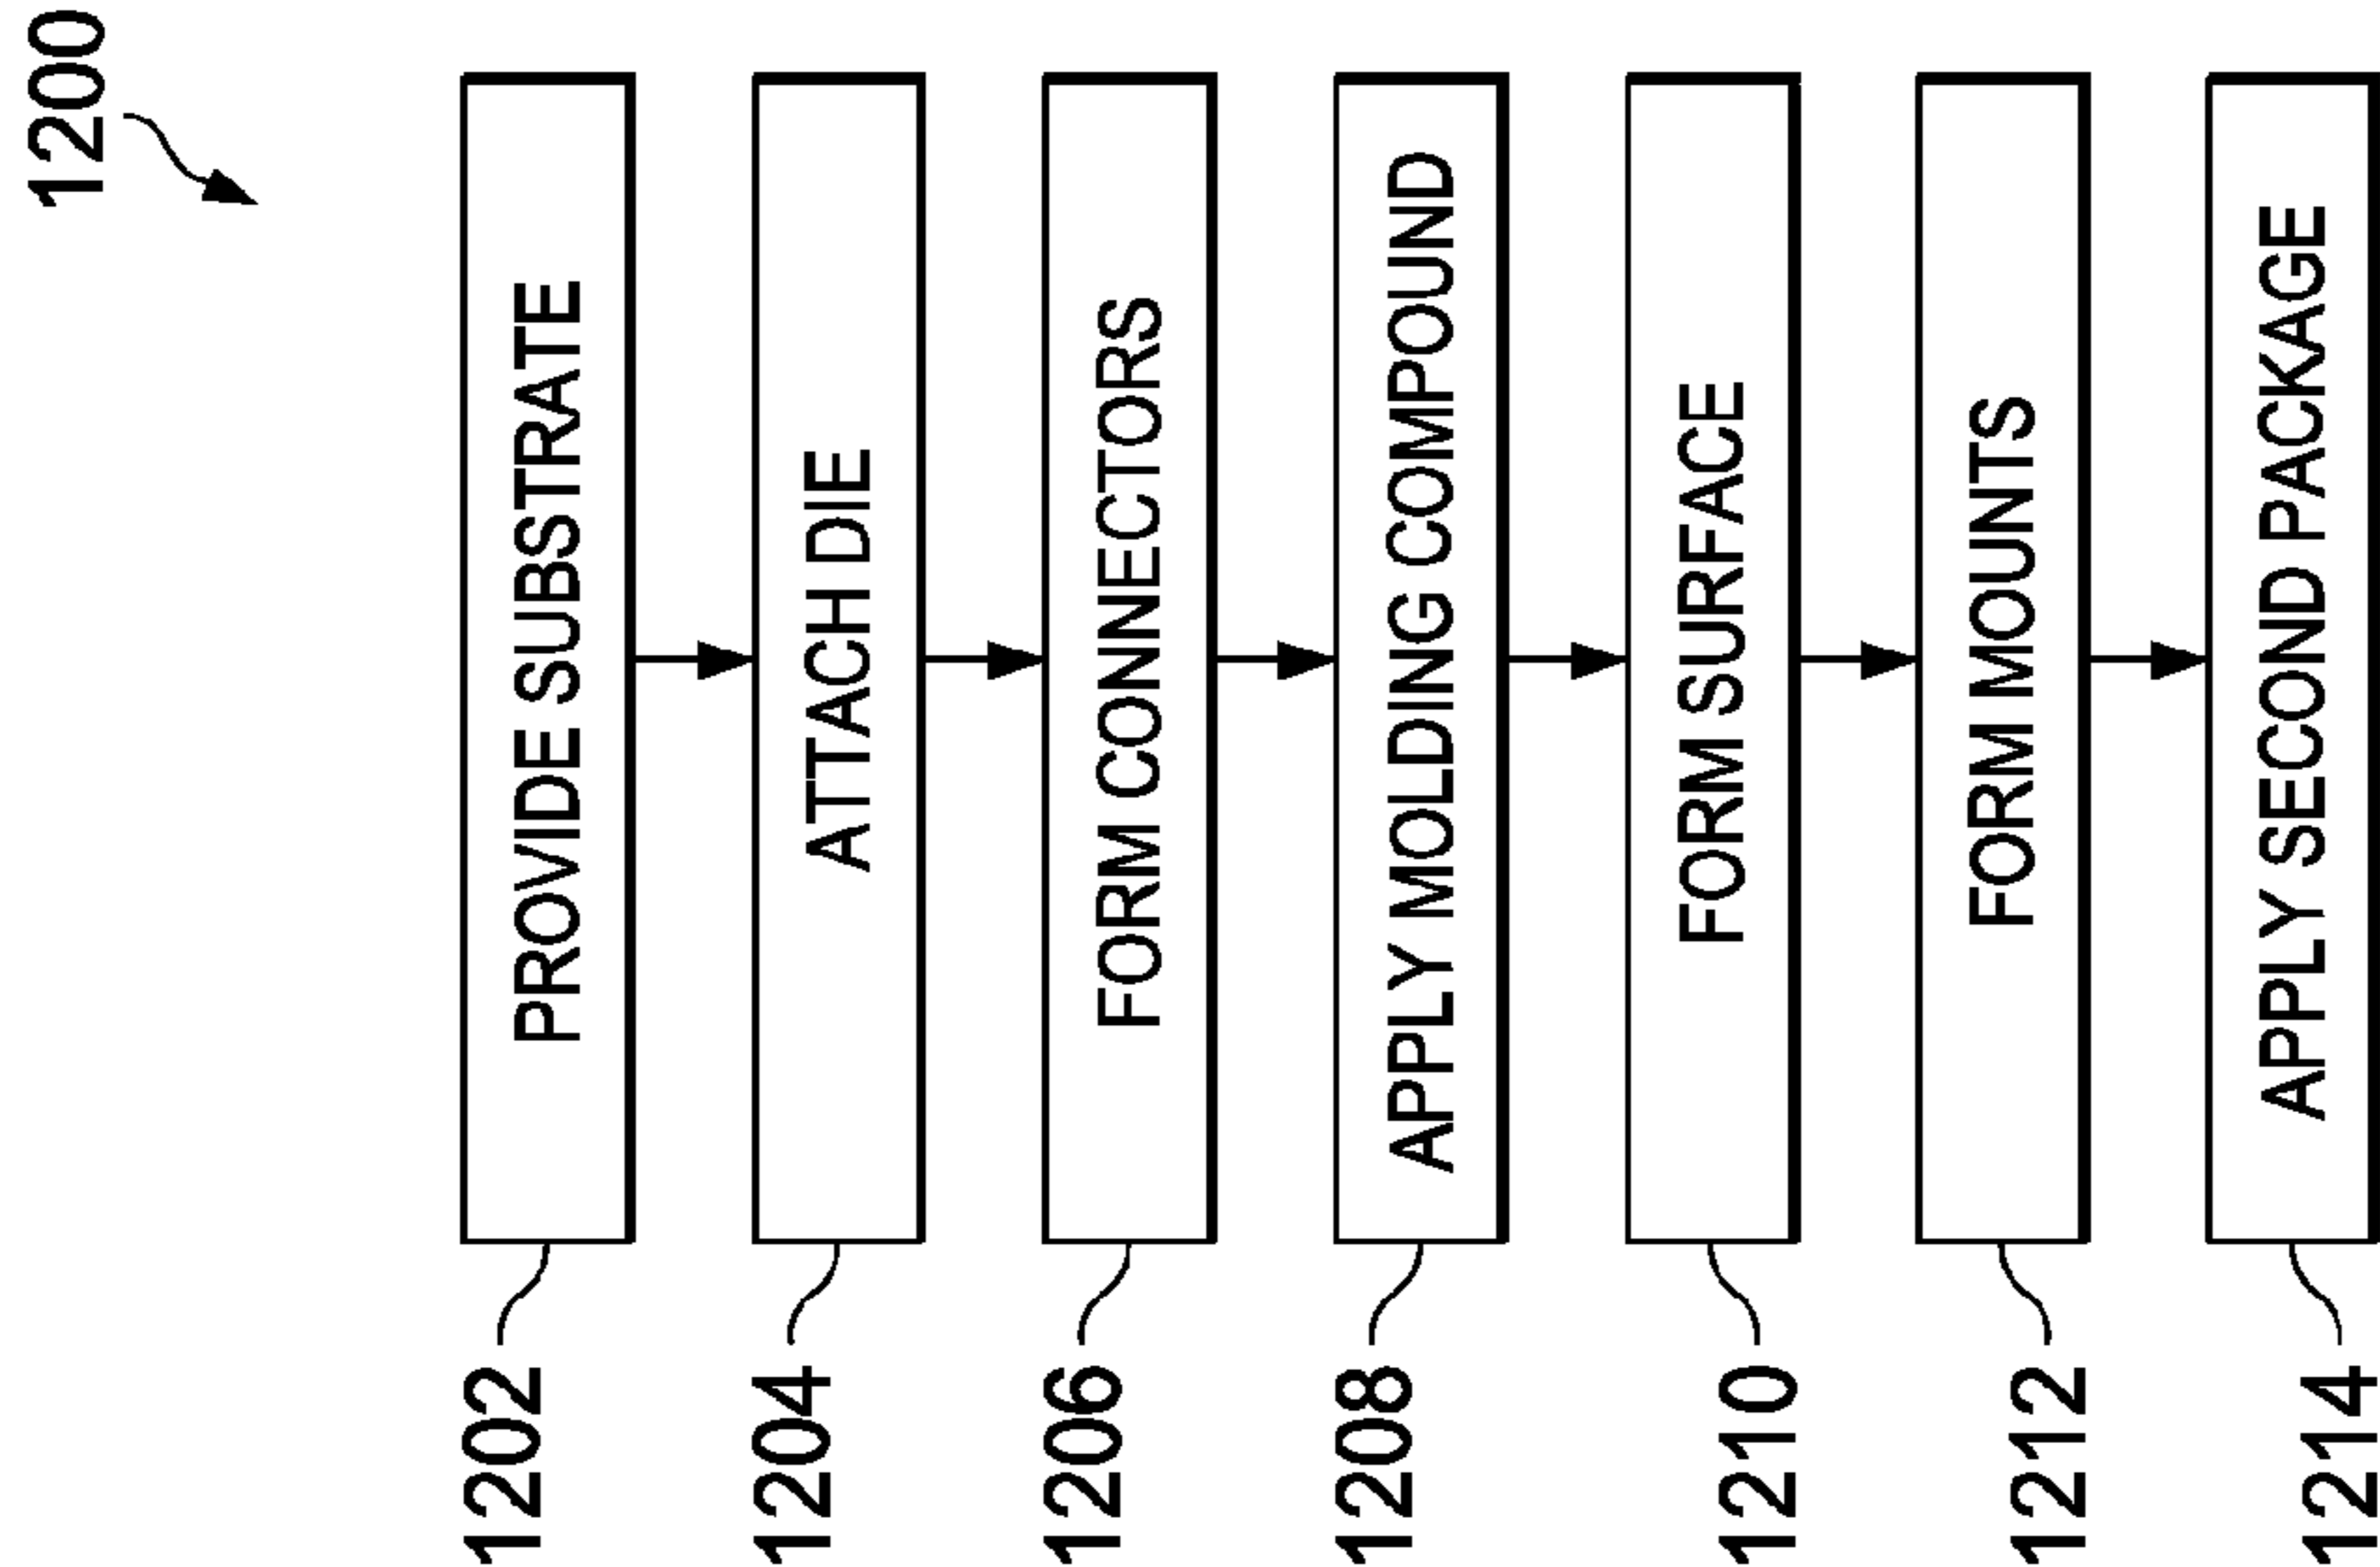 1200
1202
PROVIDE SUBSTRATE
1204
ATTACH DIE
1206
FORM CONNECTORS
1208
APPLY MOLDING COMPOUND
1210
FORM SURFACE
1212
FORM MOUNTS
1214
APPLY SECOND PACKAGE